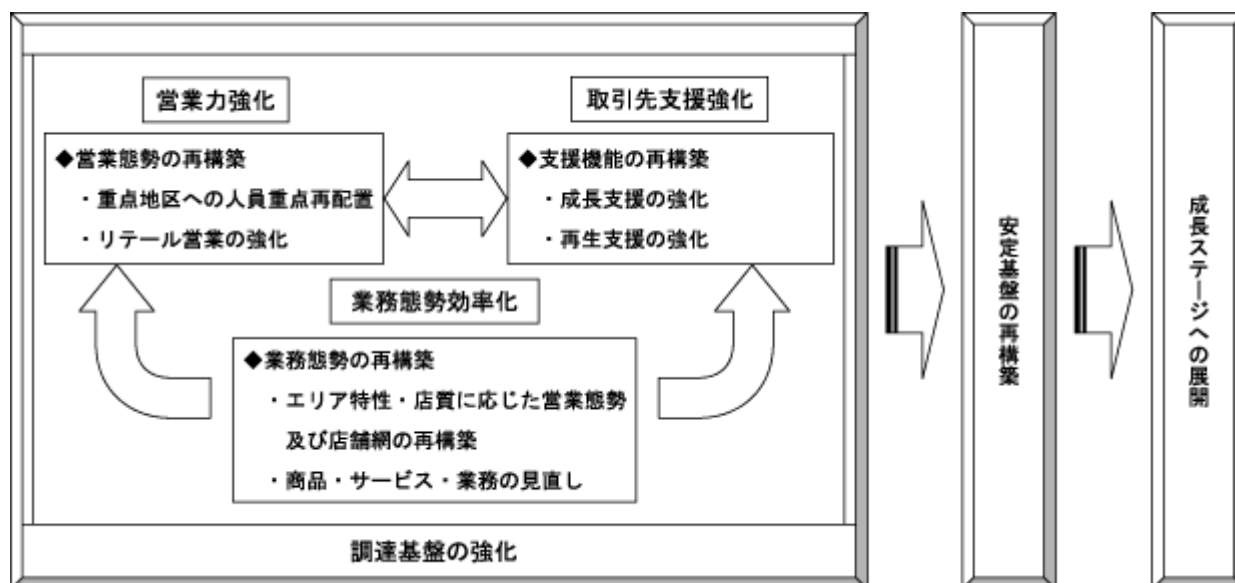 営業力強化
◆営業態勢の再構築
・重点地区への人員重点再配置
・リテール営業の強化
取引先支援強化
◆支援機能の再構築
・成長支援の強化
・再生支援の強化
業務態勢効率化
◆業務態勢の再構築
・エリア特性・店質に応じた営業態勢
及び店舗網の再構築
・商品・サービス・業務の見直し
調達基盤の強化
安定基盤の再構築
成長ステージへの展開